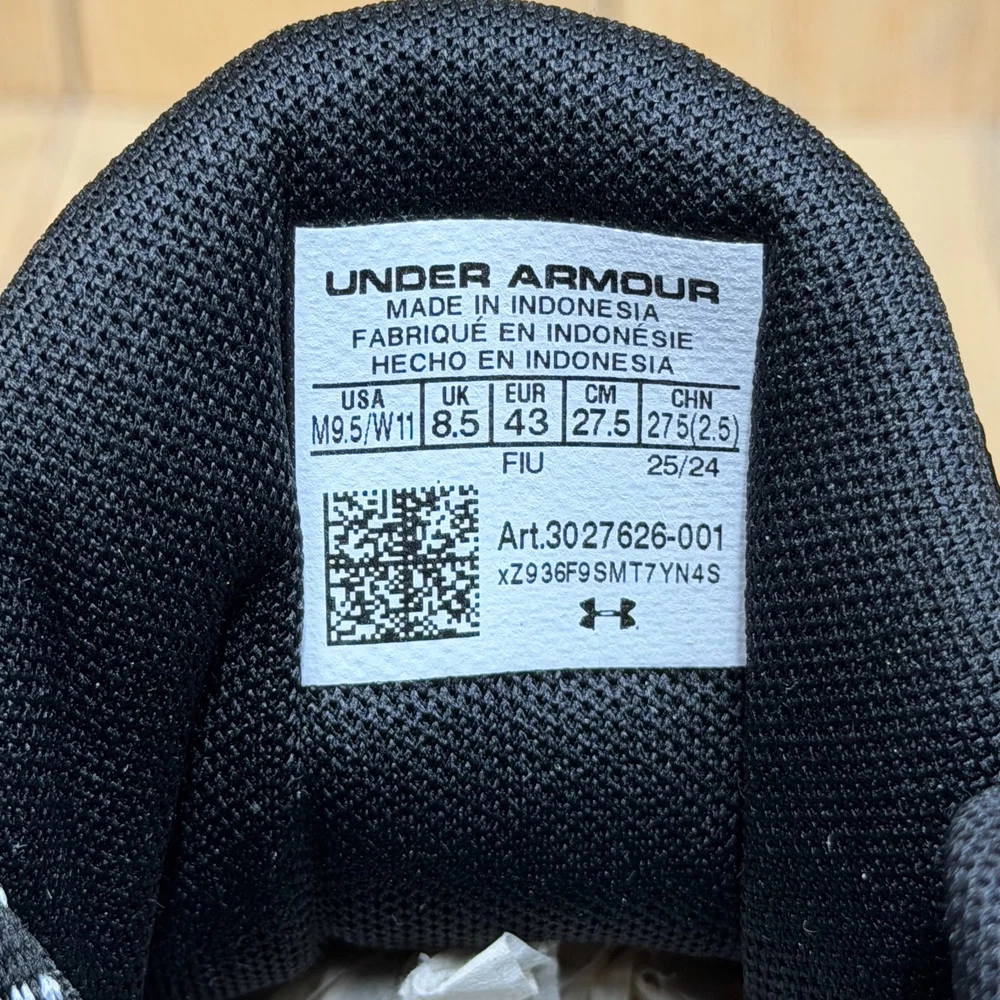 UNDER ARMOUR
MADE IN INDONESIA
FABRIQUÉ EN INDONÉSIE
HECHO EN INDONESIA
USA UK EUR CM CHN
M9.5/W11 8.5 43 27.5 275(2.5)
FIU 25/24
Art.3027626-001
xZ936F9SMT7YN4S